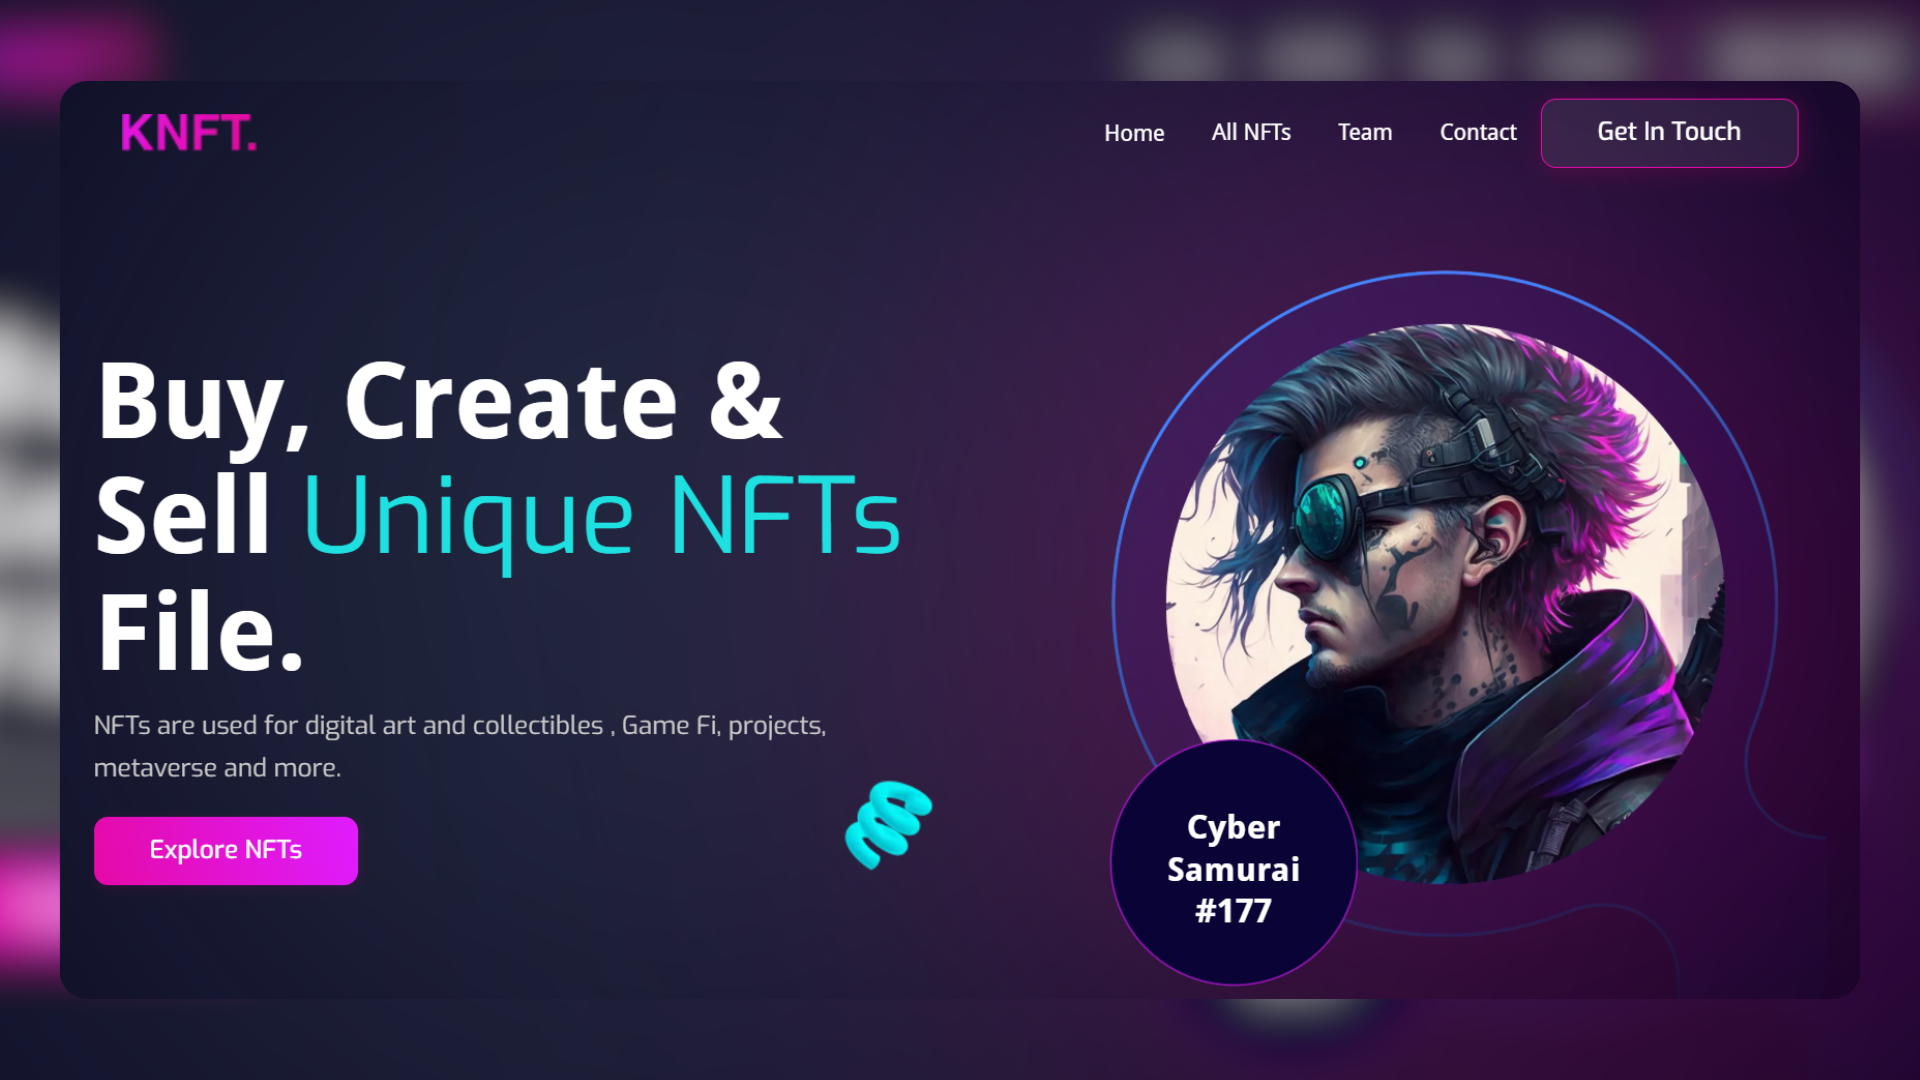 KNFT.
Home
All NFTs
Team
Contact
Get In Touch
Buy, Create &
Sell Unique NFTs
File.
NFTs are used for digital art and collectibles , Game Fi, projects,
metaverse and more.
Explore NFTs
Cyber
Samurai
#177